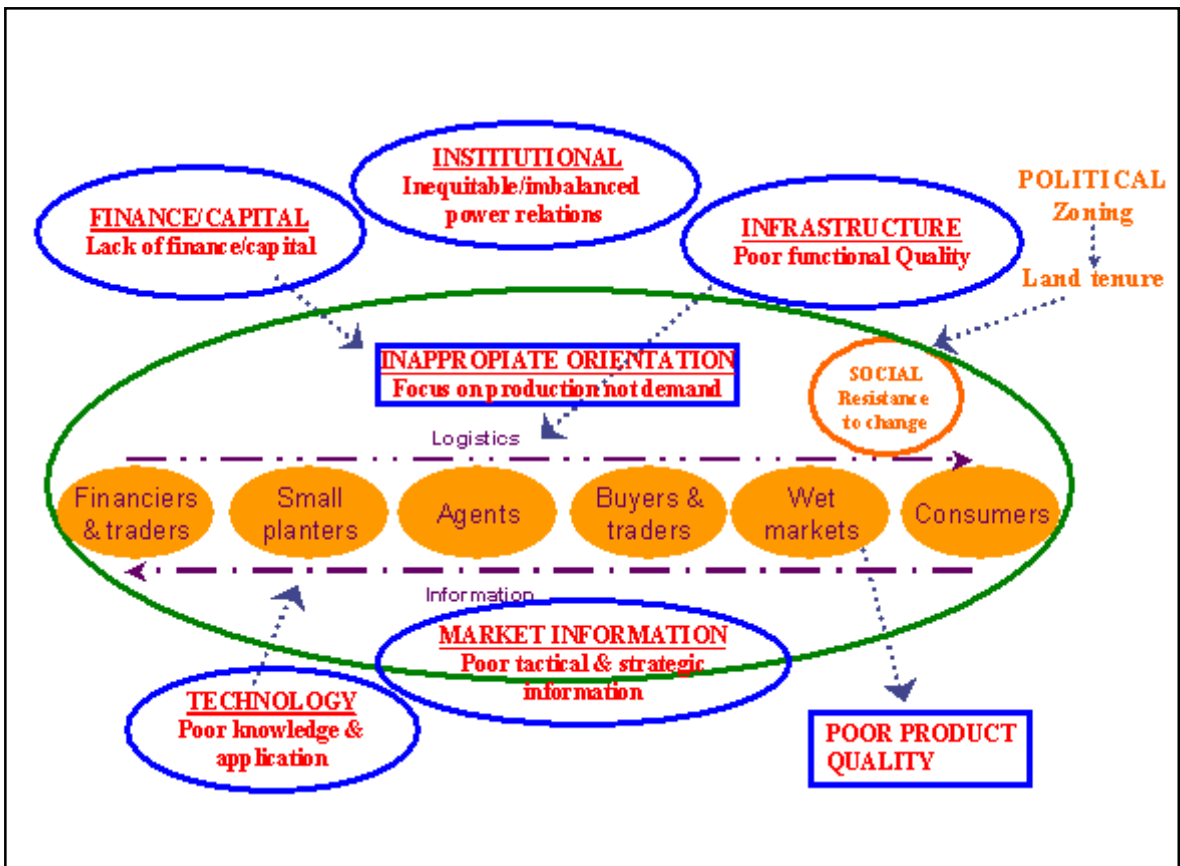 INSTITUTIONAL
Inequitable/imbalanced
power relations
FINANCE/CAPITAL
Lack of finance/capital
INFRASTRUCTURE
Poor functional Quality
POLITICAL
Zoning
Land tenure
INAPPROPIATE ORIENTATION
Focus on production not demand
SOCIAL
Resistance
to change
Logistics
Financiers
& traders
Small
planters
Agents
Buyers &
traders
Wet
markets
Consumers
Information
MARKET INFORMATION
Poor tactical & strategic
information
TECHNOLOGY
Poor knowledge &
application
POOR PRODUCT
QUALITY